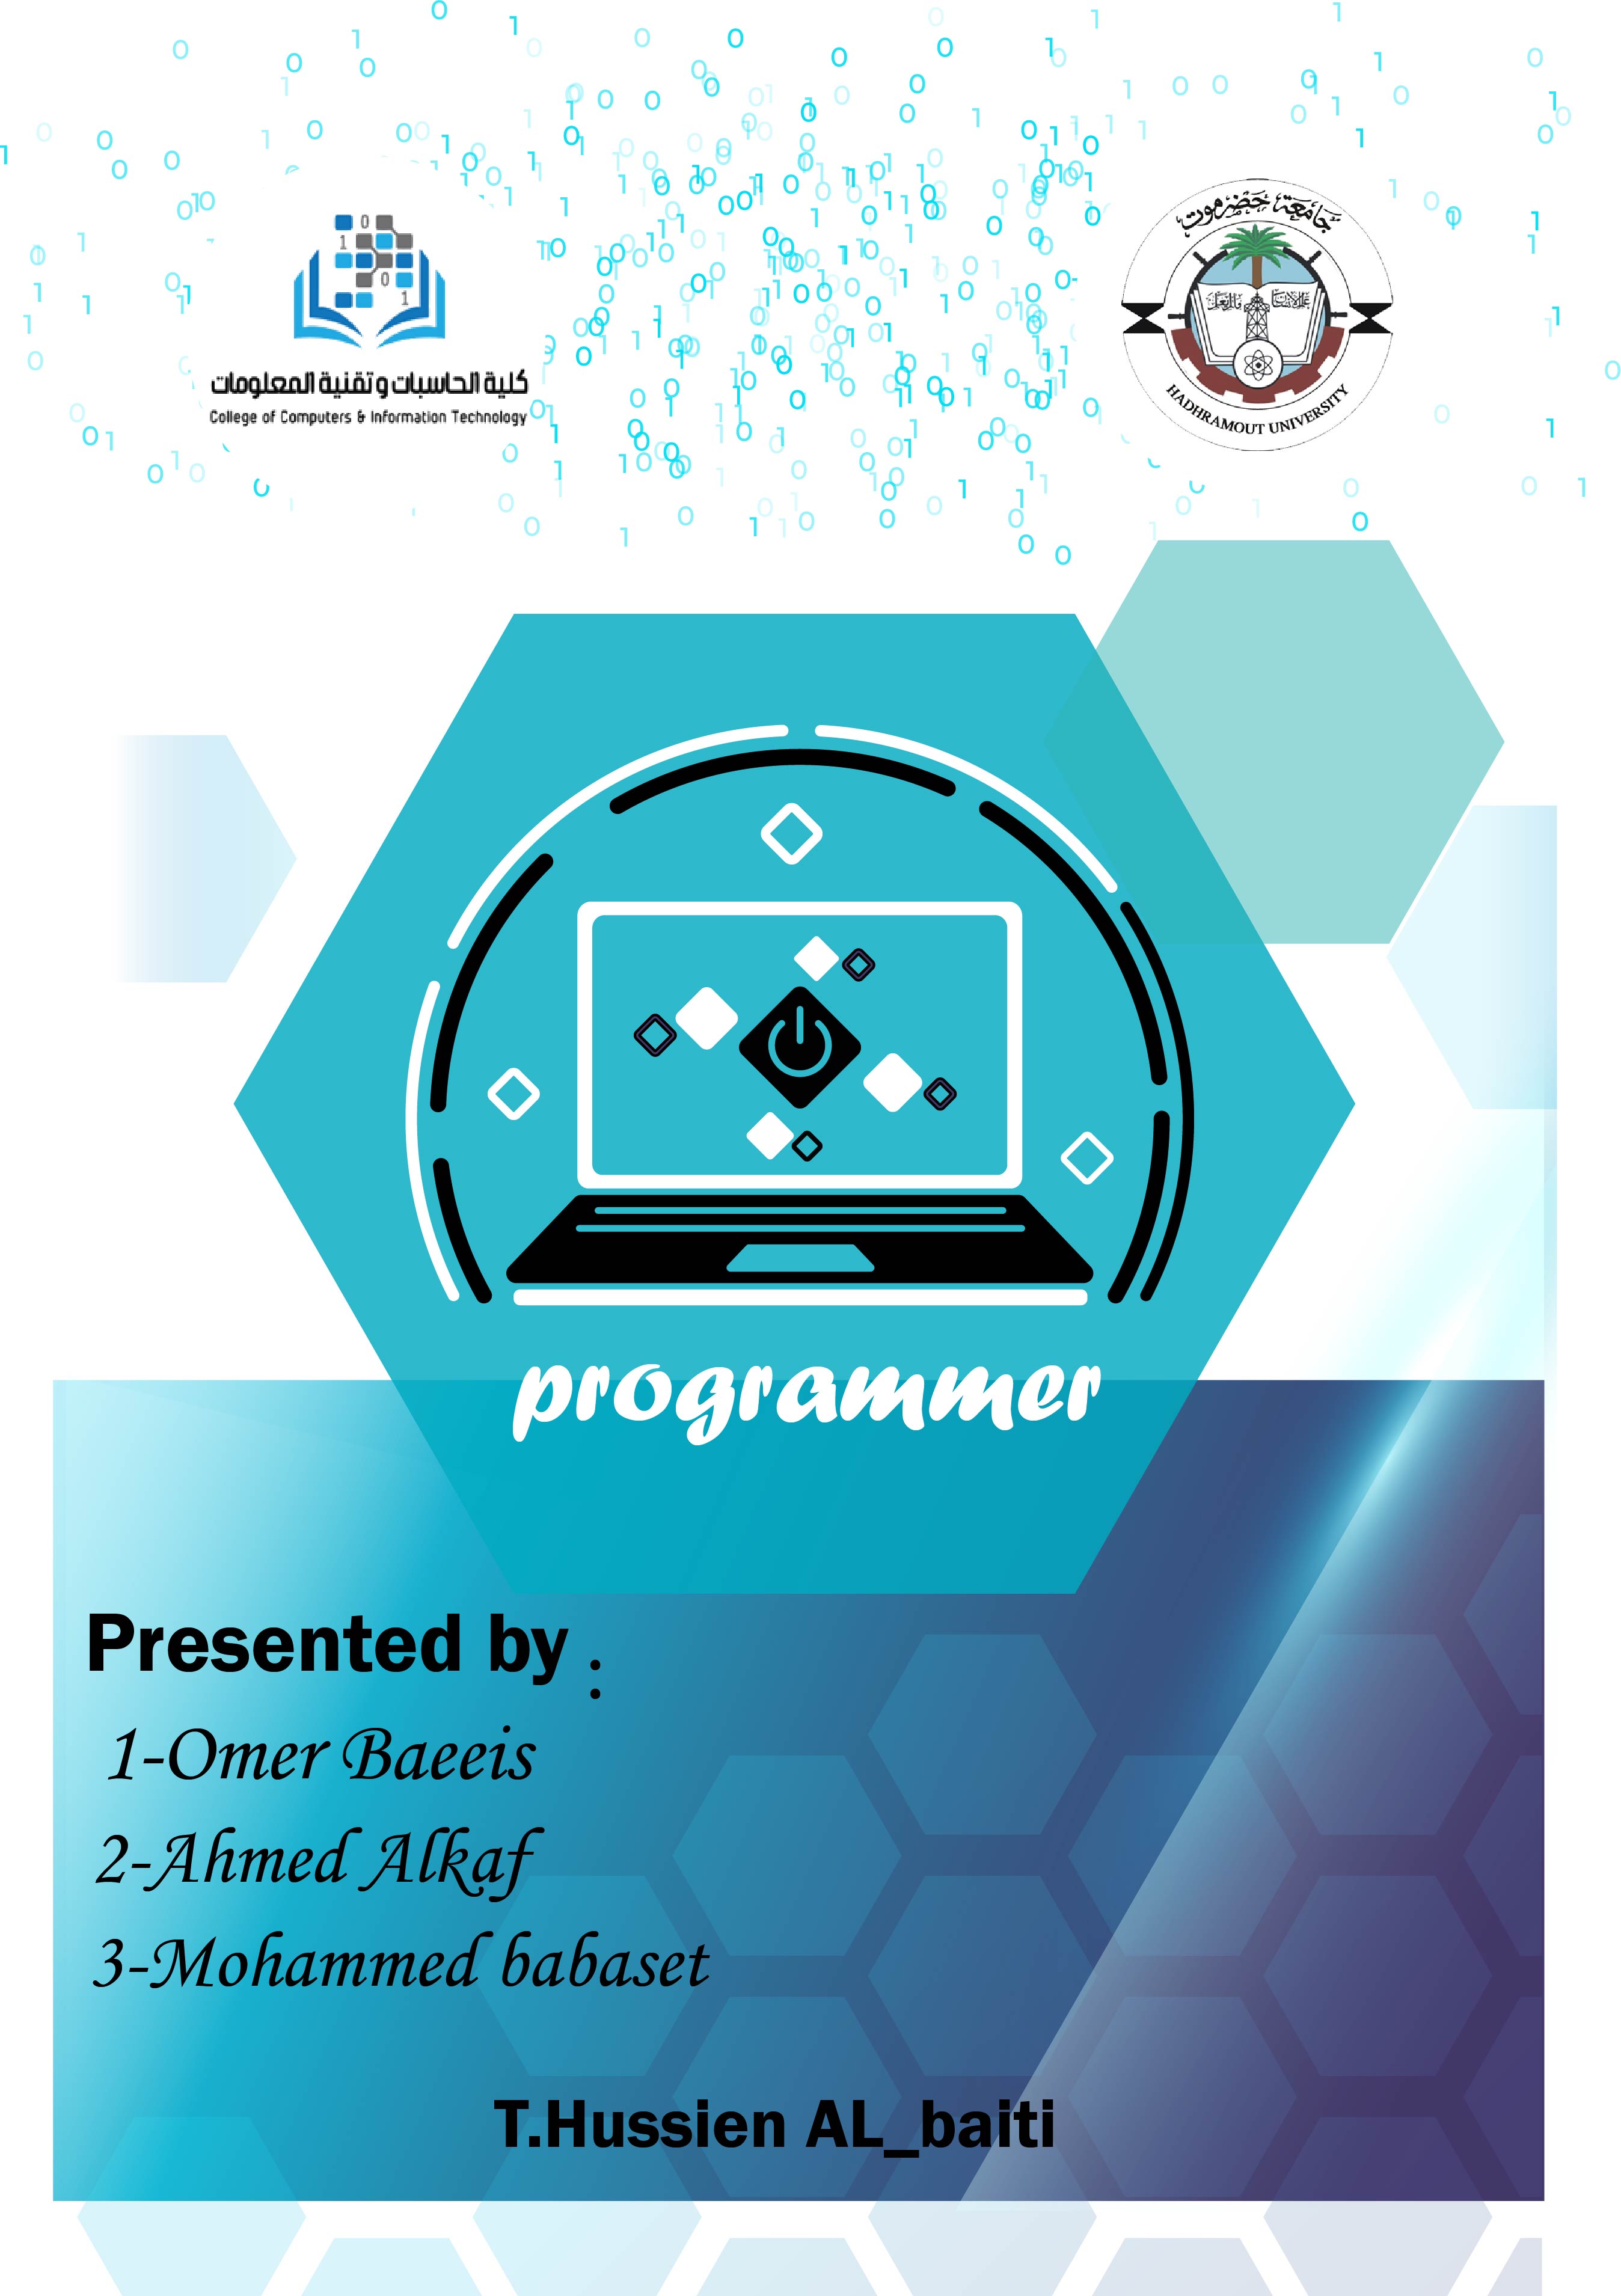 كلية الحاسبات و تقنية المعلومات
College of Computers & Information Technology
جامعة حضرموت
HADHRAMOUT UNIVERSITY
programmer
Presented by :
1-Omer Baeeis
2-Ahmed Alkaf
3-Mohammed babaset
T.Hussien AL_baiti